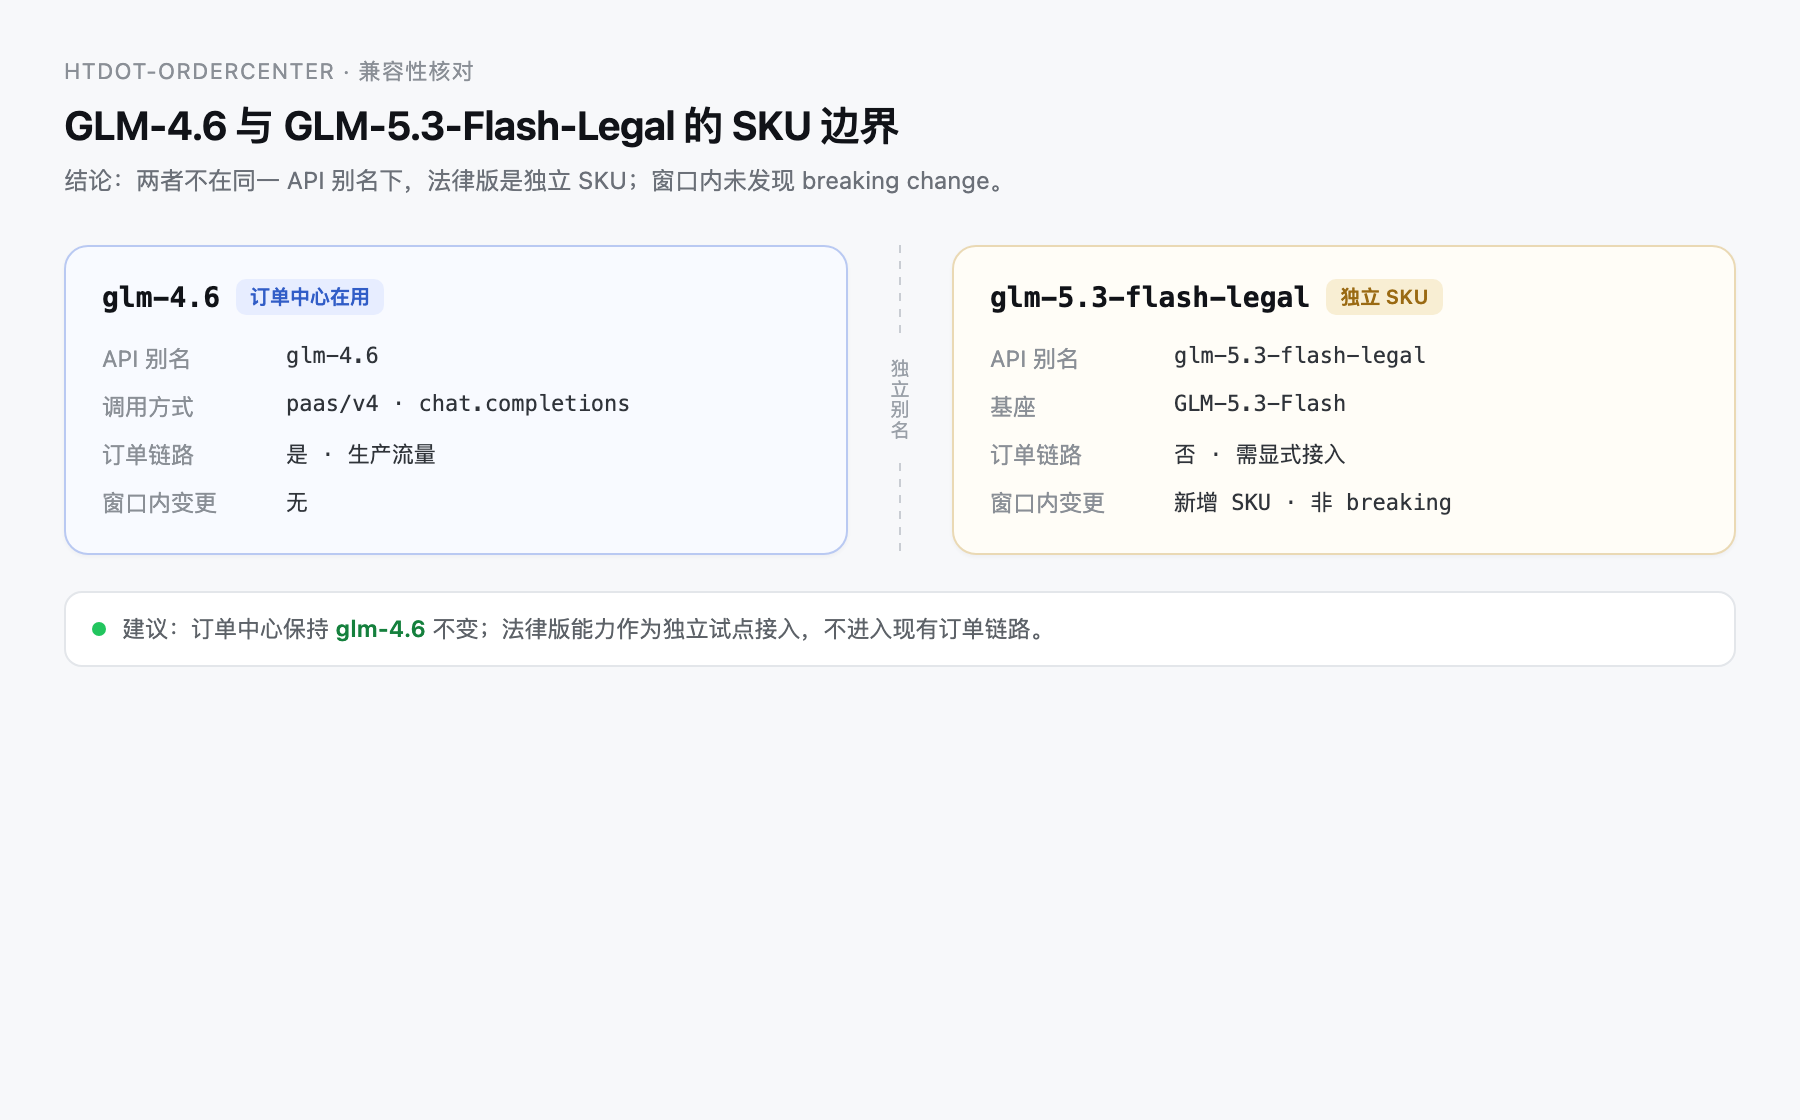 HTDOT-ORDERCENTER · 兼容性核对
GLM-4.6 与 GLM-5.3-Flash-Legal 的 SKU 边界
结论：两者不在同一 API 别名下，法律版是独立 SKU；窗口内未发现 breaking change。
glm-4.6 订单中心在用
API 别名 glm-4.6
调用方式 paas/v4 · chat.completions
订单链路 是 · 生产流量
窗口内变更 无
独立别名
glm-5.3-flash-legal 独立 SKU
API 别名 glm-5.3-flash-legal
基座 GLM-5.3-Flash
订单链路 否 · 需显式接入
窗口内变更 新增 SKU · 非 breaking
建议：订单中心保持 glm-4.6 不变；法律版能力作为独立试点接入，不进入现有订单链路。